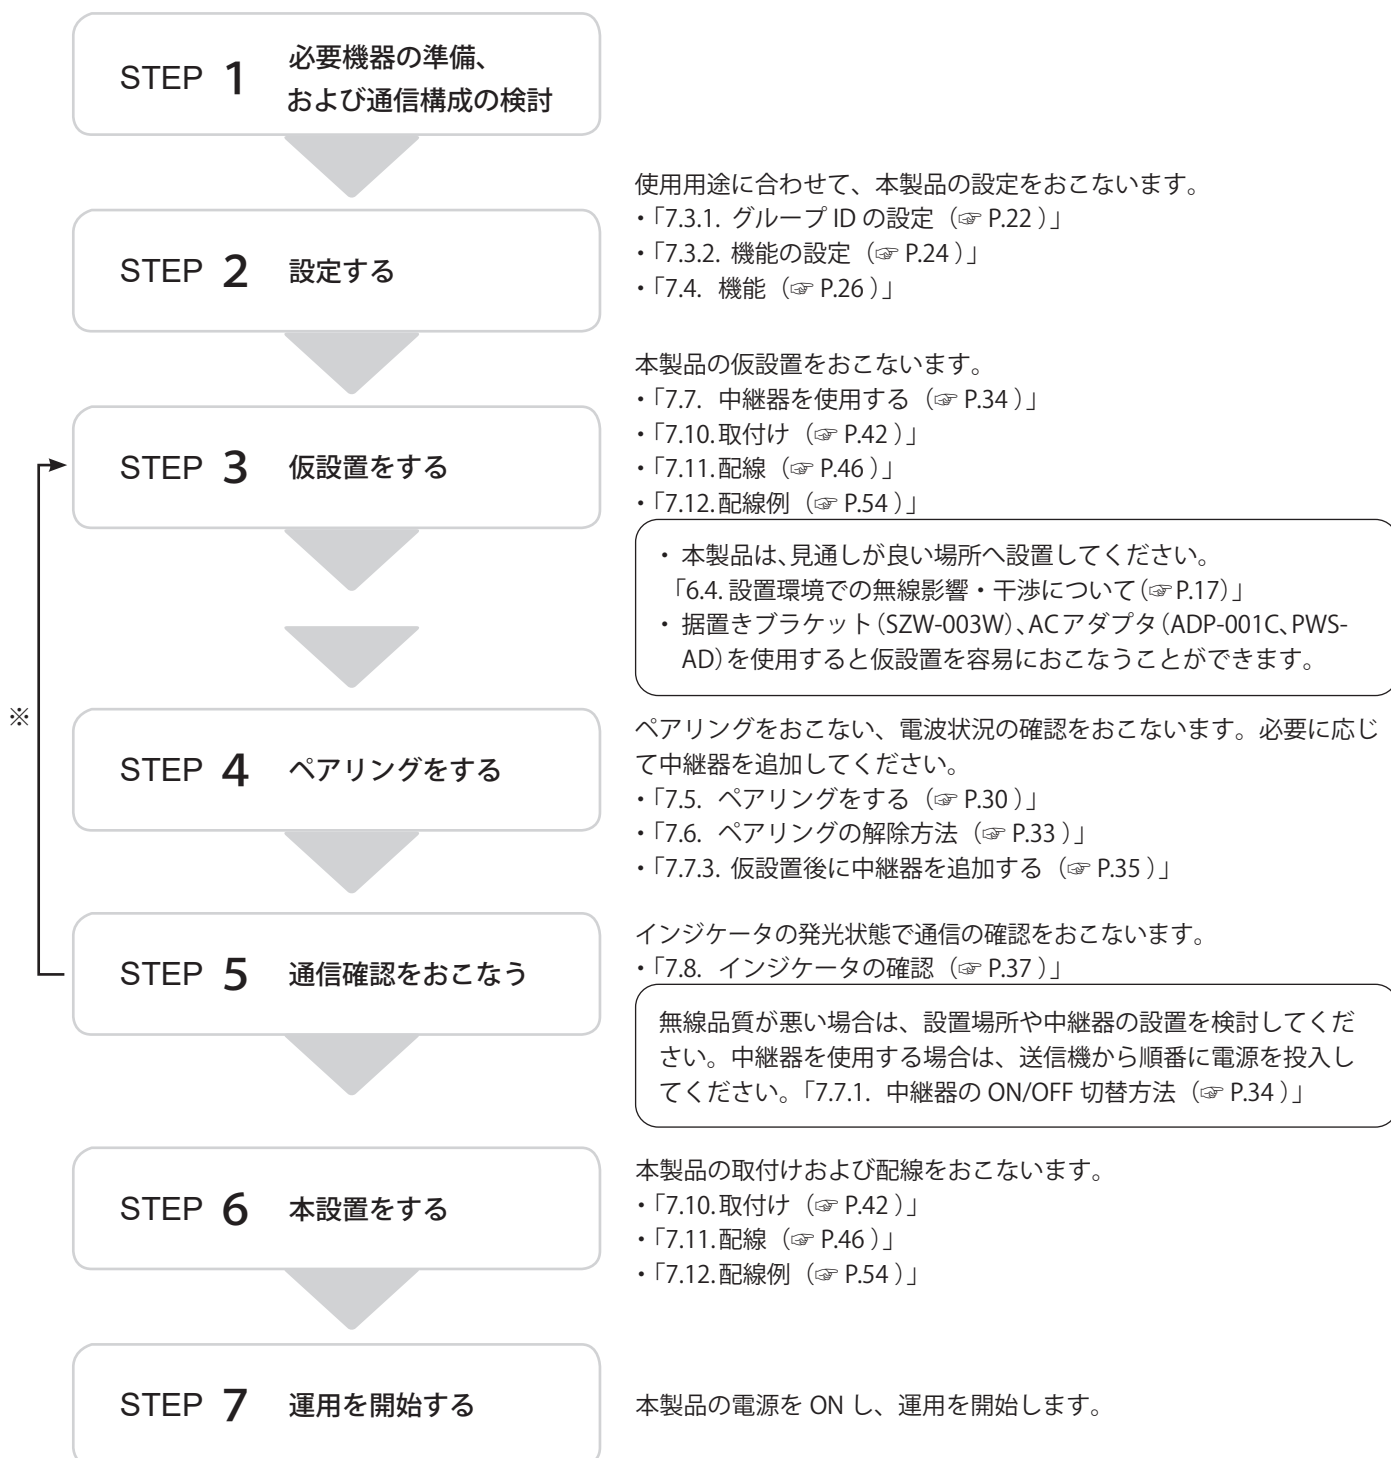 STEP 1 必要機器の準備、
および通信構成の検討
STEP 2 設定する
使用用途に合わせて、本製品の設定をおこないます。
・「7.3.1. グループ ID の設定（☞ P.22 ）」
・「7.3.2. 機能の設定（☞ P.24 ）」
・「7.4. 機能（☞ P.26 ）」
STEP 3 仮設置をする
本製品の仮設置をおこないます。
・「7.7. 中継器を使用する（☞ P.34 ）」
・「7.10. 取付け（☞ P.42 ）」
・「7.11. 配線（☞ P.46 ）」
・「7.12. 配線例（☞ P.54 ）」
・ 本製品は、見通しが良い場所へ設置してください。
「6.4. 設置環境での無線影響・干渉について（☞P.17）」
・ 据置きブラケット（SZW-003W）、ACアダプタ（ADP-001C、PWS-
AD）を使用すると仮設置を容易におこなうことができます。
※
STEP 4 ペアリングをする
ペアリングをおこない、電波状況の確認をおこないます。必要に応じ
て中継器を追加してください。
・「7.5. ペアリングをする（☞ P.30 ）」
・「7.6. ペアリングの解除方法（☞ P.33 ）」
・「7.7.3. 仮設置後に中継器を追加する（☞ P.35 ）」
STEP 5 通信確認をおこなう
インジケータの発光状態で通信の確認をおこないます。
・「7.8. インジケータの確認（☞ P.37 ）」
無線品質が悪い場合は、設置場所や中継器の設置を検討してくだ
さい。中継器を使用する場合は、送信機から順番に電源を投入し
てください。「7.7.1. 中継器の ON/OFF 切替方法（☞ P.34 ）」
STEP 6 本設置をする
本製品の取付けおよび配線をおこないます。
・「7.10. 取付け（☞ P.42 ）」
・「7.11. 配線（☞ P.46 ）」
・「7.12. 配線例（☞ P.54 ）」
STEP 7 運用を開始する
本製品の電源を ON し、運用を開始します。